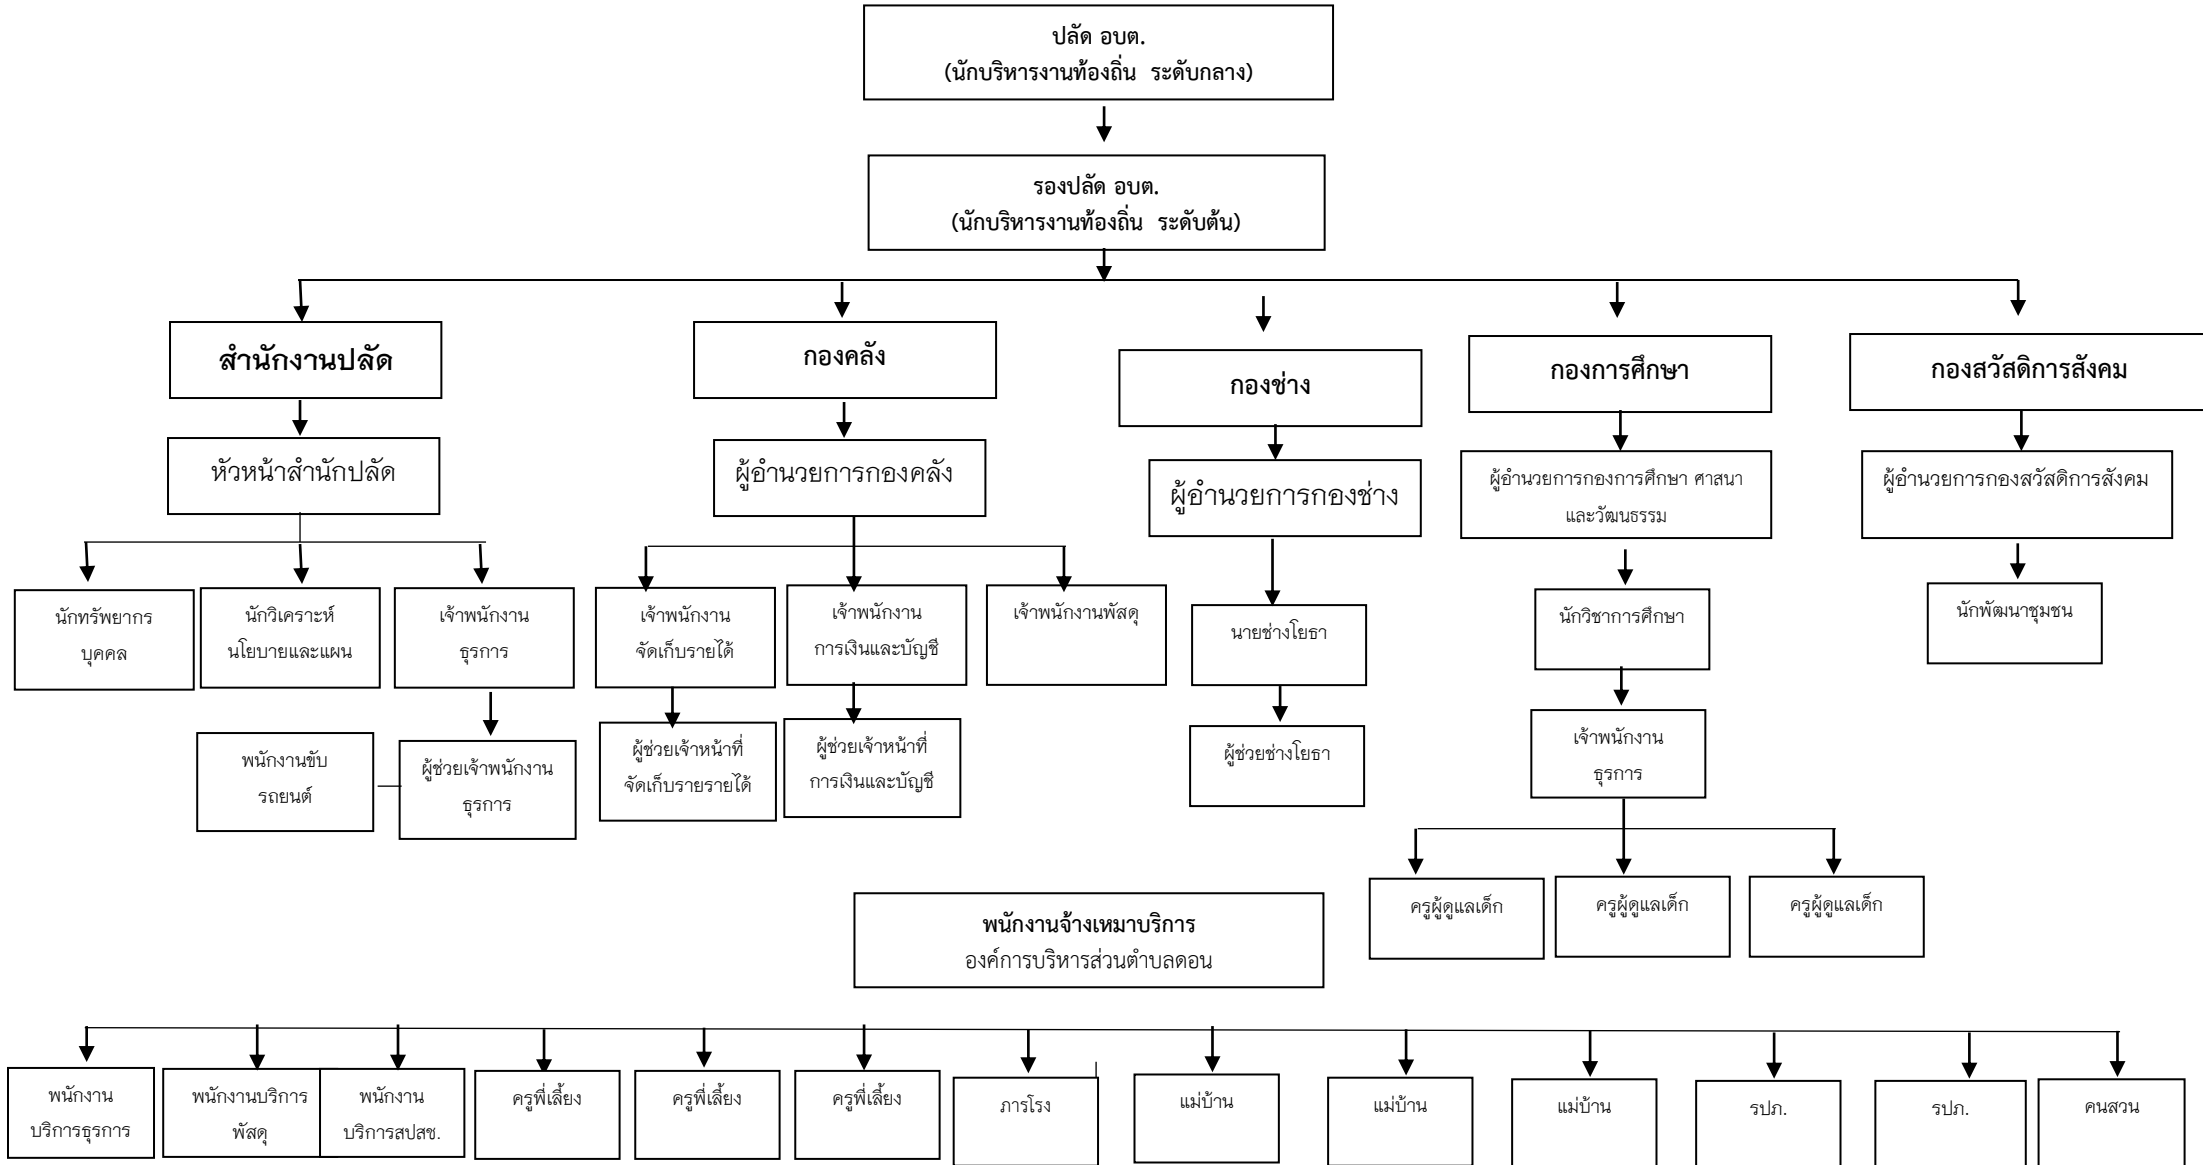 ปลัด อบต.
(นักบริหารงานท้องถิ่น ระดับกลาง)
รองปลัด อบต.
(นักบริหารงานท้องถิ่น ระดับต้น)
สำนักงานปลัด
กองคลัง
กองช่าง
กองการศึกษา
กองสวัสดิการสังคม
หัวหน้าสำนักปลัด
ผู้อำนวยการกองคลัง
ผู้อำนวยการกองช่าง
ผู้อำนวยการกองการศึกษา ศาสนา
และวัฒนธรรม
ผู้อำนวยการกองสวัสดิการสังคม
นักทรัพยากร
บุคคล
นักวิเคราะห์
นโยบายและแผน
เจ้าพนักงาน
ธุรการ
เจ้าพนักงาน
จัดเก็บรายได้
เจ้าพนักงาน
การเงินและบัญชี
เจ้าพนักงานพัสดุ
นายช่างโยธา
นักวิชาการศึกษา
นักพัฒนาชุมชน
พนักงานขับ
รถยนต์
ผู้ช่วยเจ้าพนักงาน
ธุรการ
ผู้ช่วยเจ้าหน้าที่
จัดเก็บรายรายได้
ผู้ช่วยเจ้าหน้าที่
การเงินและบัญชี
ผู้ช่วยช่างโยธา
เจ้าพนักงาน
ธุรการ
ครูผู้ดูแลเด็ก
ครูผู้ดูแลเด็ก
ครูผู้ดูแลเด็ก
พนักงานจ้างเหมาบริการ
องค์การบริหารส่วนตำบลดอน
พนักงาน
บริการธุรการ
พนักงานบริการ
พัสดุ
พนักงาน
บริการสปสช.
ครูพี่เลี้ยง
ครูพี่เลี้ยง
ครูพี่เลี้ยง
ภารโรง
แม่บ้าน
แม่บ้าน
แม่บ้าน
รปภ.
รปภ.
คนสวน